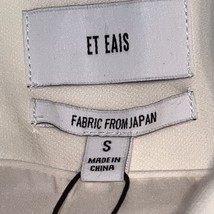 ET EAIS
FABRIC FROM JAPAN
S
MADE IN
CHINA